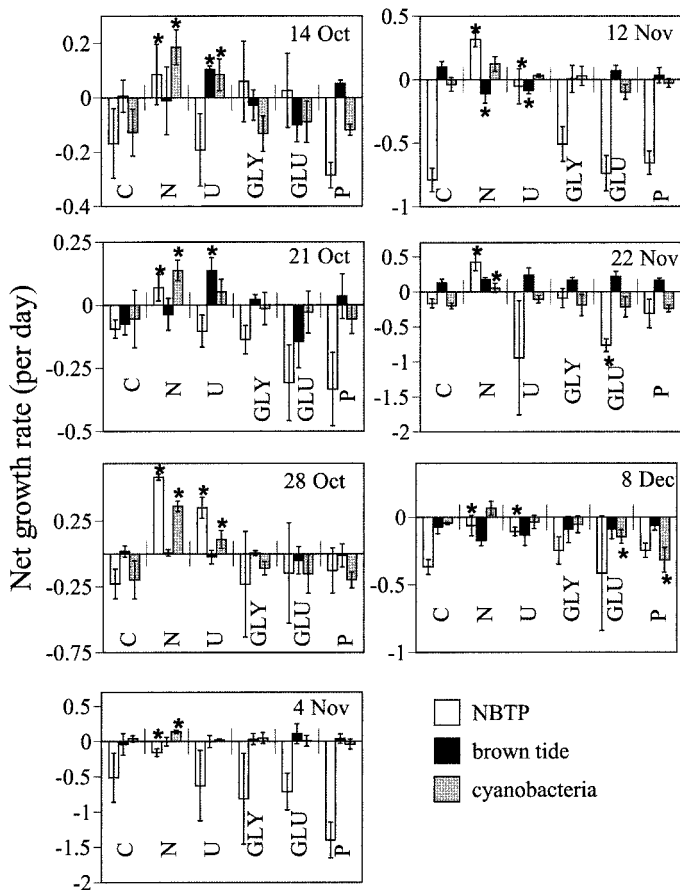 Net growth rate (per day)
14 Oct
0.2
0
-0.2
-0.4
C N U GLY GLU P
* * * *
21 Oct
0.25
0
-0.25
-0.5
C N U GLY GLU P
* * *
28 Oct
0.25
-0.25
-0.75
C N U GLY GLU P
* * * *
4 Nov
0.5
0
-0.5
-1
-1.5
-2
C N U GLY GLU P
* *
12 Nov
0.5
0
-0.5
-1
C N U GLY GLU P
* * * *
22 Nov
0.5
0
-0.5
-1
-1.5
-2
C N U GLY GLU P
* * *
8 Dec
0
-0.5
-1
C N U GLY GLU P
* * * *
NBTP
brown tide
cyanobacteria